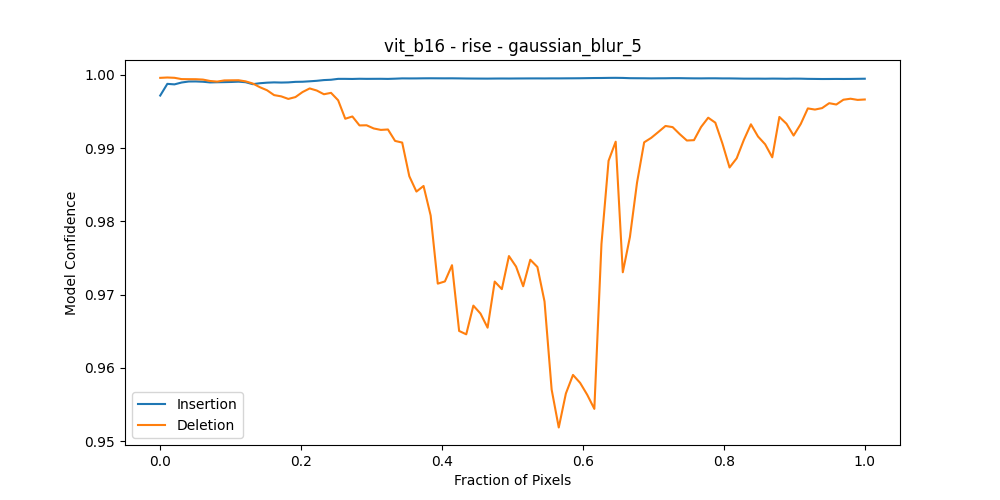 vit_b16 - rise - gaussian_blur_5
1.00
0.99
0.98
0.97
0.96
0.95
Model Confidence
Insertion
Deletion
0.0 0.2 0.4 0.6 0.8 1.0
Fraction of Pixels